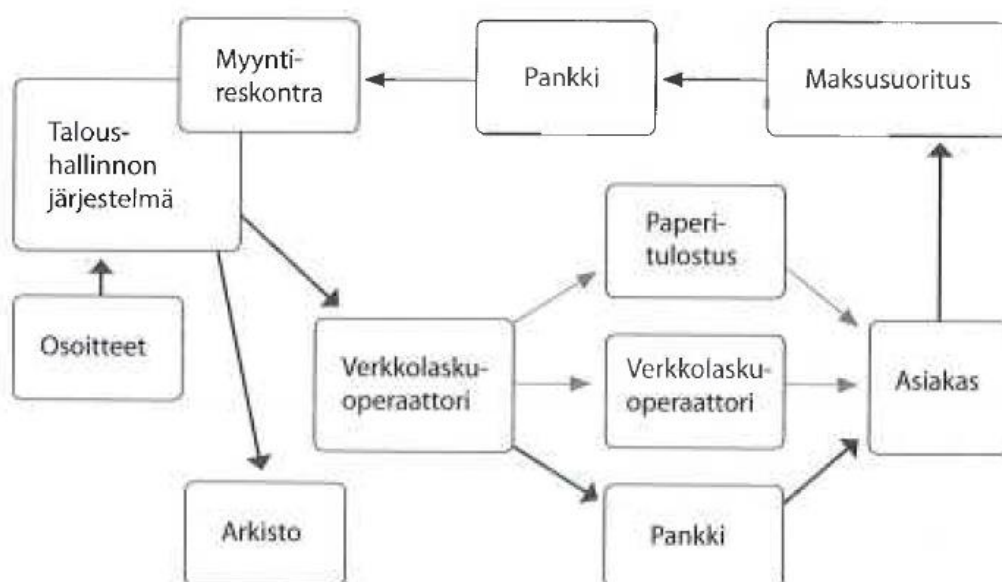 Myynti-
reskontra
Pankki
Maksusuoritus
Talous-
hallinnon
järjestelmä
Paperi-
tulostus
Osoitteet
Verkkolasku-
operaattori
Verkkolasku-
operaattori
Asiakas
Arkisto
Pankki